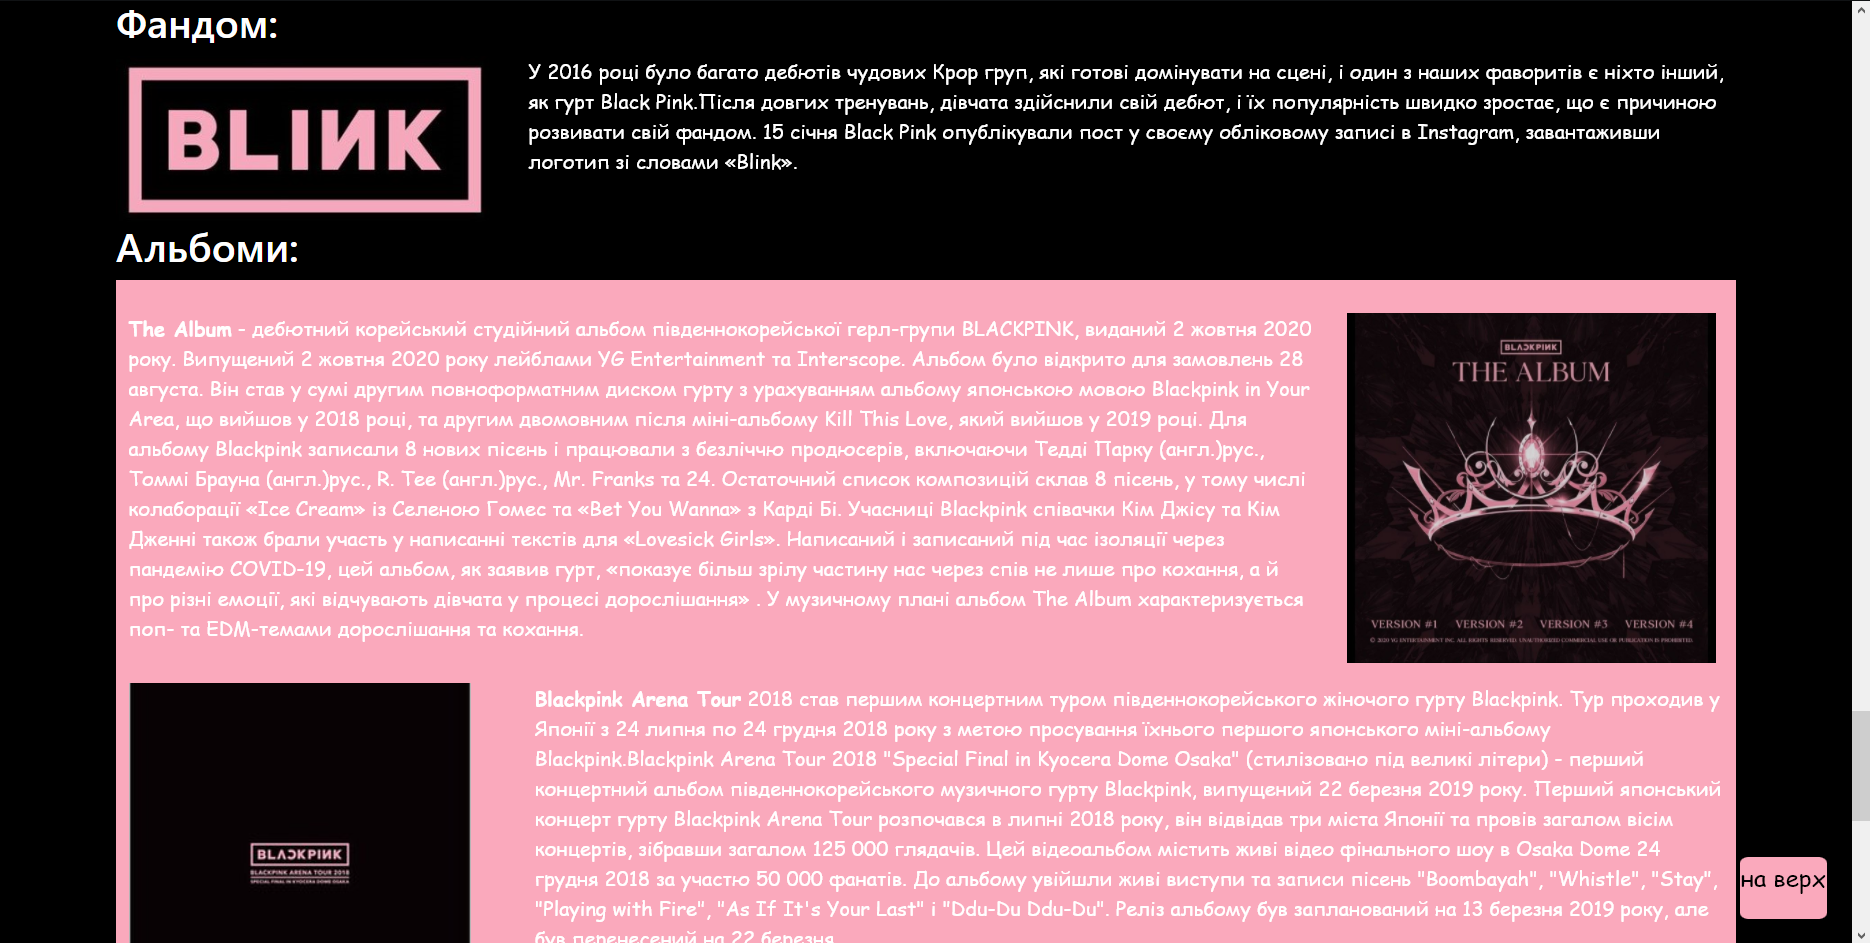 Фандом:
BLINK
У 2016 році було багато дебютів чудових Kpop груп, які готові домінувати на сцені, і один з наших фаворитів є ніхто інший,
як гурт Black Pink.Після довгих тренувань, дівчата здійснили свій дебют, і їх популярність швидко зростає, що є причиною
розвивати свій фандом. 15 січня Black Pink опублікували пост у своєму обліковому записі в Instagram, завантаживши
логотип зі словами «Blink».
Альбоми:
The Album - дебютний корейський студійний альбом південнокорейської герл-групи BLACKPINK, виданий 2 жовтня 2020
року. Випущений 2 жовтня 2020 року лейблами YG Entertainment та Interscope. Альбом було відкрито для замовлень 28
августа. Він став у сумі другим повноформатним диском гурту з урахуванням альбому японською мовою Blackpink in Your
Area, що вийшов у 2018 році, та другим двомовним після міні-альбому Kill This Love, який вийшов у 2019 році. Для
альбому Blackpink записали 8 нових пісень і працювали з безліччю продюсерів, включаючи Тедді Парку (англ.)рус.,
Томмі Брауна (англ.)рус., R. Tee (англ.)рус., Mr. Franks та 24. Остаточний список композицій склав 8 пісень, у тому числі
колаборації «Ice Cream» із Селеною Гомес та «Bet You Wanna» з Карді Бі. Учасниці Blackpink співачки Кім Джісу та Кім
Дженні також брали участь у написанні текстів для «Lovesick Girls». Написаний і записаний під час ізоляції через
пандемію COVID-19, цей альбом, як заявив гурт, «показує більш зрілу частину нас через спів не лише про кохання, а й
про різні емоції, які відчувають дівчата у процесі дорослішання» . У музичному плані альбом The Album характеризується
поп- та EDM-темами дорослішання та кохання.
BLACKPINK
THE ALBUM
VERSION #1 VERSION #2 VERSION #3 VERSION #4
© 2020 YG ENTERTAINMENT INC. ALL RIGHTS RESERVED. UNAUTHORIZED COMMERCIAL USE OR PUBLICATION IS PROHIBITED.
BLACKPINK
BLACKPINK ARENA TOUR 2018
SPECIAL FINAL IN KYOCERA DOME OSAKA
Blackpink Arena Tour 2018 став першим концертним туром південнокорейського жіночого гурту Blackpink. Тур проходив у
Японії з 24 липня по 24 грудня 2018 року з метою просування їхнього першого японського міні-альбому
Blackpink.Blackpink Arena Tour 2018 "Special Final in Kyocera Dome Osaka" (стилізовано під великі літери) - перший
концертний альбом південнокорейського музичного гурту Blackpink, випущений 22 березня 2019 року. Перший японський
концерт гурту Blackpink Arena Tour розпочався в липні 2018 року, він відвідав три міста Японії та провів загалом вісім
концертів, зібравши загалом 125 000 глядачів. Цей відеоальбом містить живі відео фінального шоу в Osaka Dome 24
грудня 2018 за участю 50 000 фанатів. До альбому увійшли живі виступи та записи пісень "Boombayah", "Whistle", "Stay",
"Playing with Fire", "As If It's Your Last" і "Ddu-Du Ddu-Du". Реліз альбому був запланований на 13 березня 2019 року, але
був перенесений на 22 березня
на верх